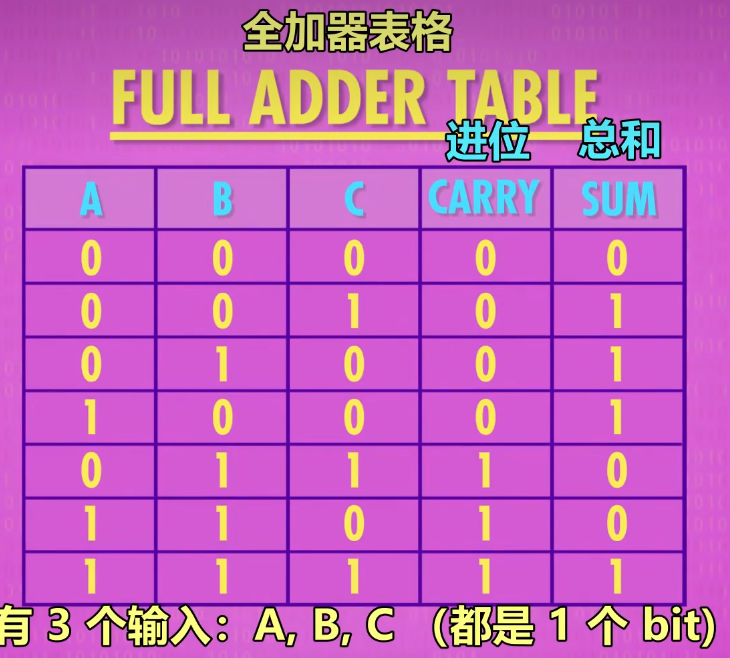 全加器表格
FULL ADDER TABLE
进位 总和
A B C CARRY SUM
0 0 0 0 0
0 0 1 0 1
0 1 0 0 1
1 0 0 0 1
0 1 1 1 0
1 1 0 1 0
1 1 1 1 1
有 3 个输入：A, B, C (都是 1 个 bit)